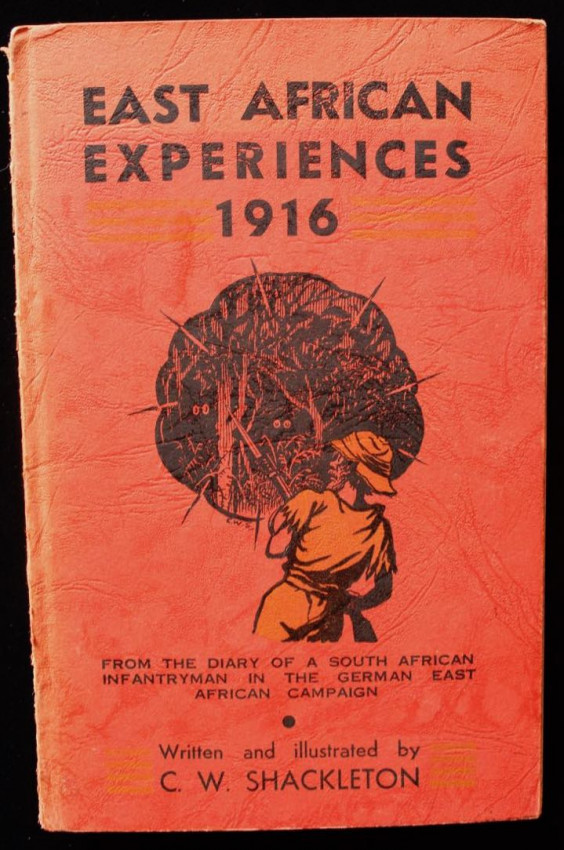 EAST AFRICAN
EXPERIENCES
1916
C.W.S.
FROM THE DIARY OF A SOUTH AFRICAN
INFANTRYMAN IN THE GERMAN EAST
AFRICAN CAMPAIGN
Written and illustrated by
C. W. SHACKLETON